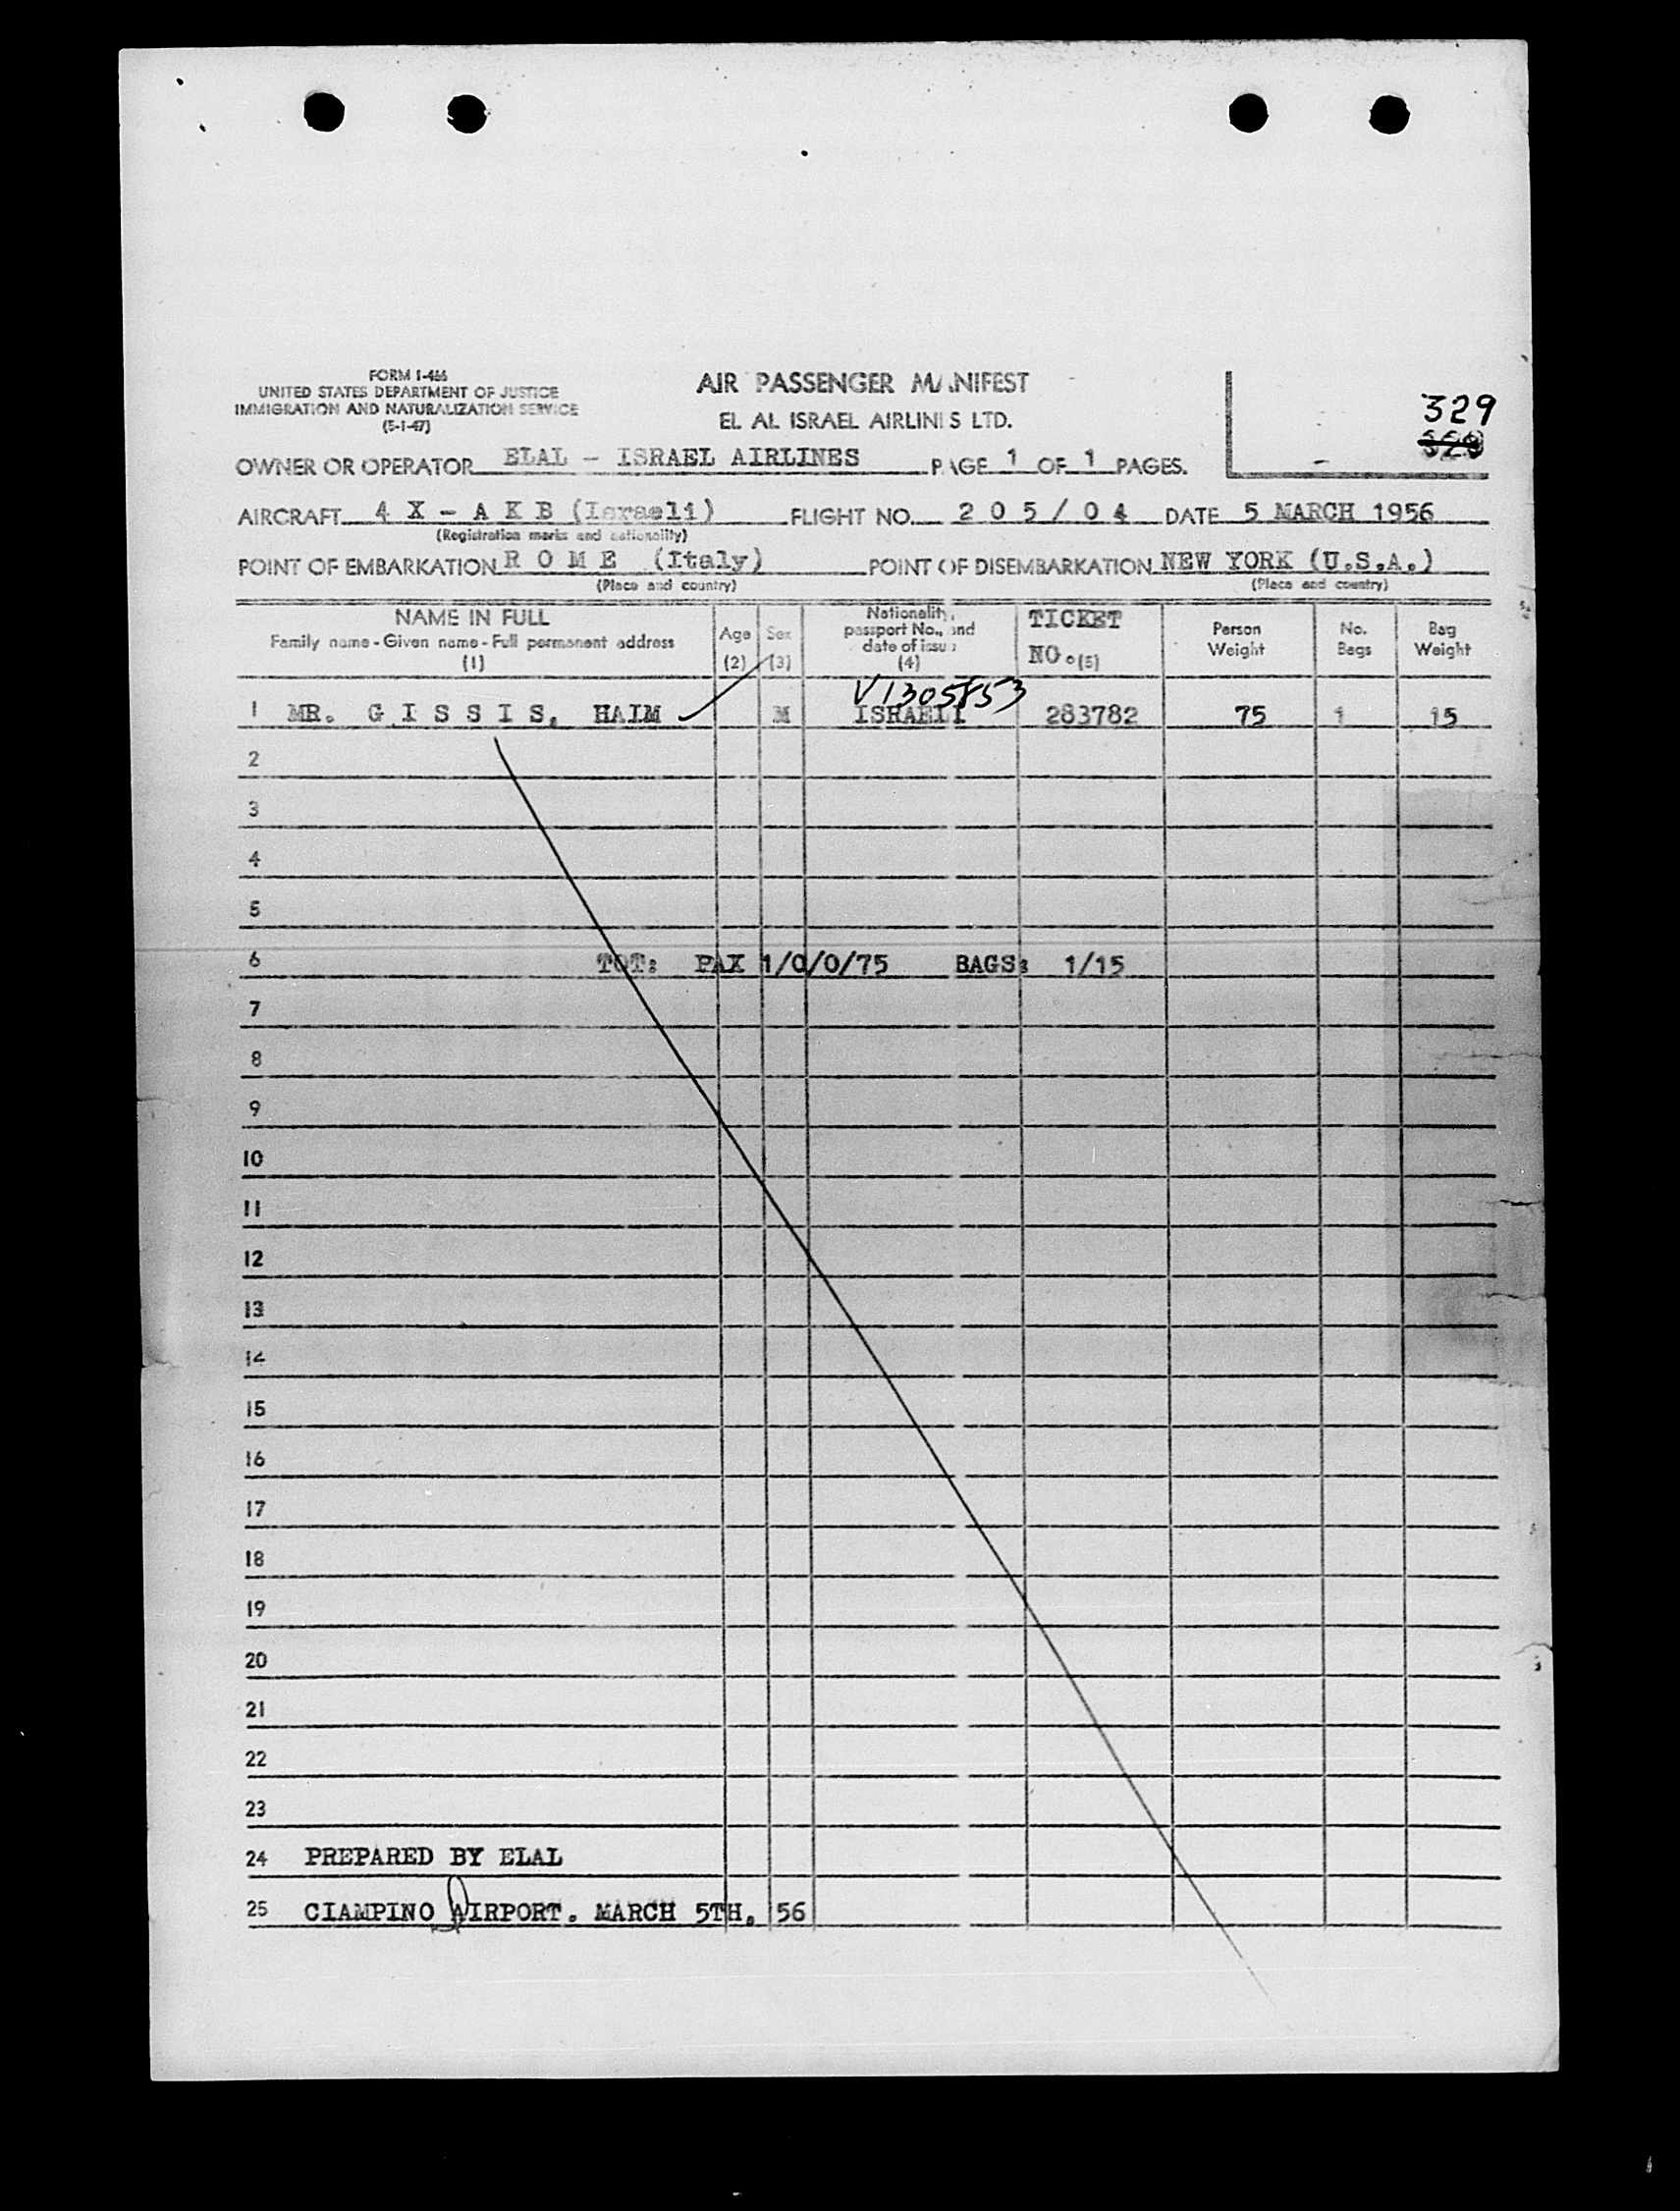 FORM I-466
UNITED STATES DEPARTMENT OF JUSTICE
IMMIGRATION AND NATURALIZATION SERVICE
(5-1-47)
AIR PASSENGER MANIFEST
EL AL ISRAEL AIRLINES LTD.
329
OWNER OR OPERATOR ELAL - ISRAEL AIRLINES PAGE 1 OF 1 PAGES.
AIRCRAFT 4 X - A K B (Israeli) FLIGHT NO. 2 0 5 / 0 4 DATE 5 MARCH 1956
(Registration marks and nationality)
POINT OF EMBARKATION R O M E (Italy) POINT OF DISEMBARKATION NEW YORK (U.S.A.)
(Place and country) (Place and country)
NAME IN FULL
Family name - Given name - Full permanent address
(1)
Age
(2)
Sex
(3)
Nationality,
passport No., and
date of issue
(4)
TICKET
NO.(5)
Person
Weight
No.
Bags
Bag
Weight
V1305853
1 MR. G I S S I S, HAIM M ISRAELI 283782 75 1 15
2
3
4
5
6 TOT: PAX 1/0/0/75 BAGS: 1/15
7
8
9
10
11
12
13
14
15
16
17
18
19
20
21
22
23
24 PREPARED BY ELAL
25 CIAMPINO AIRPORT. MARCH 5TH, 56